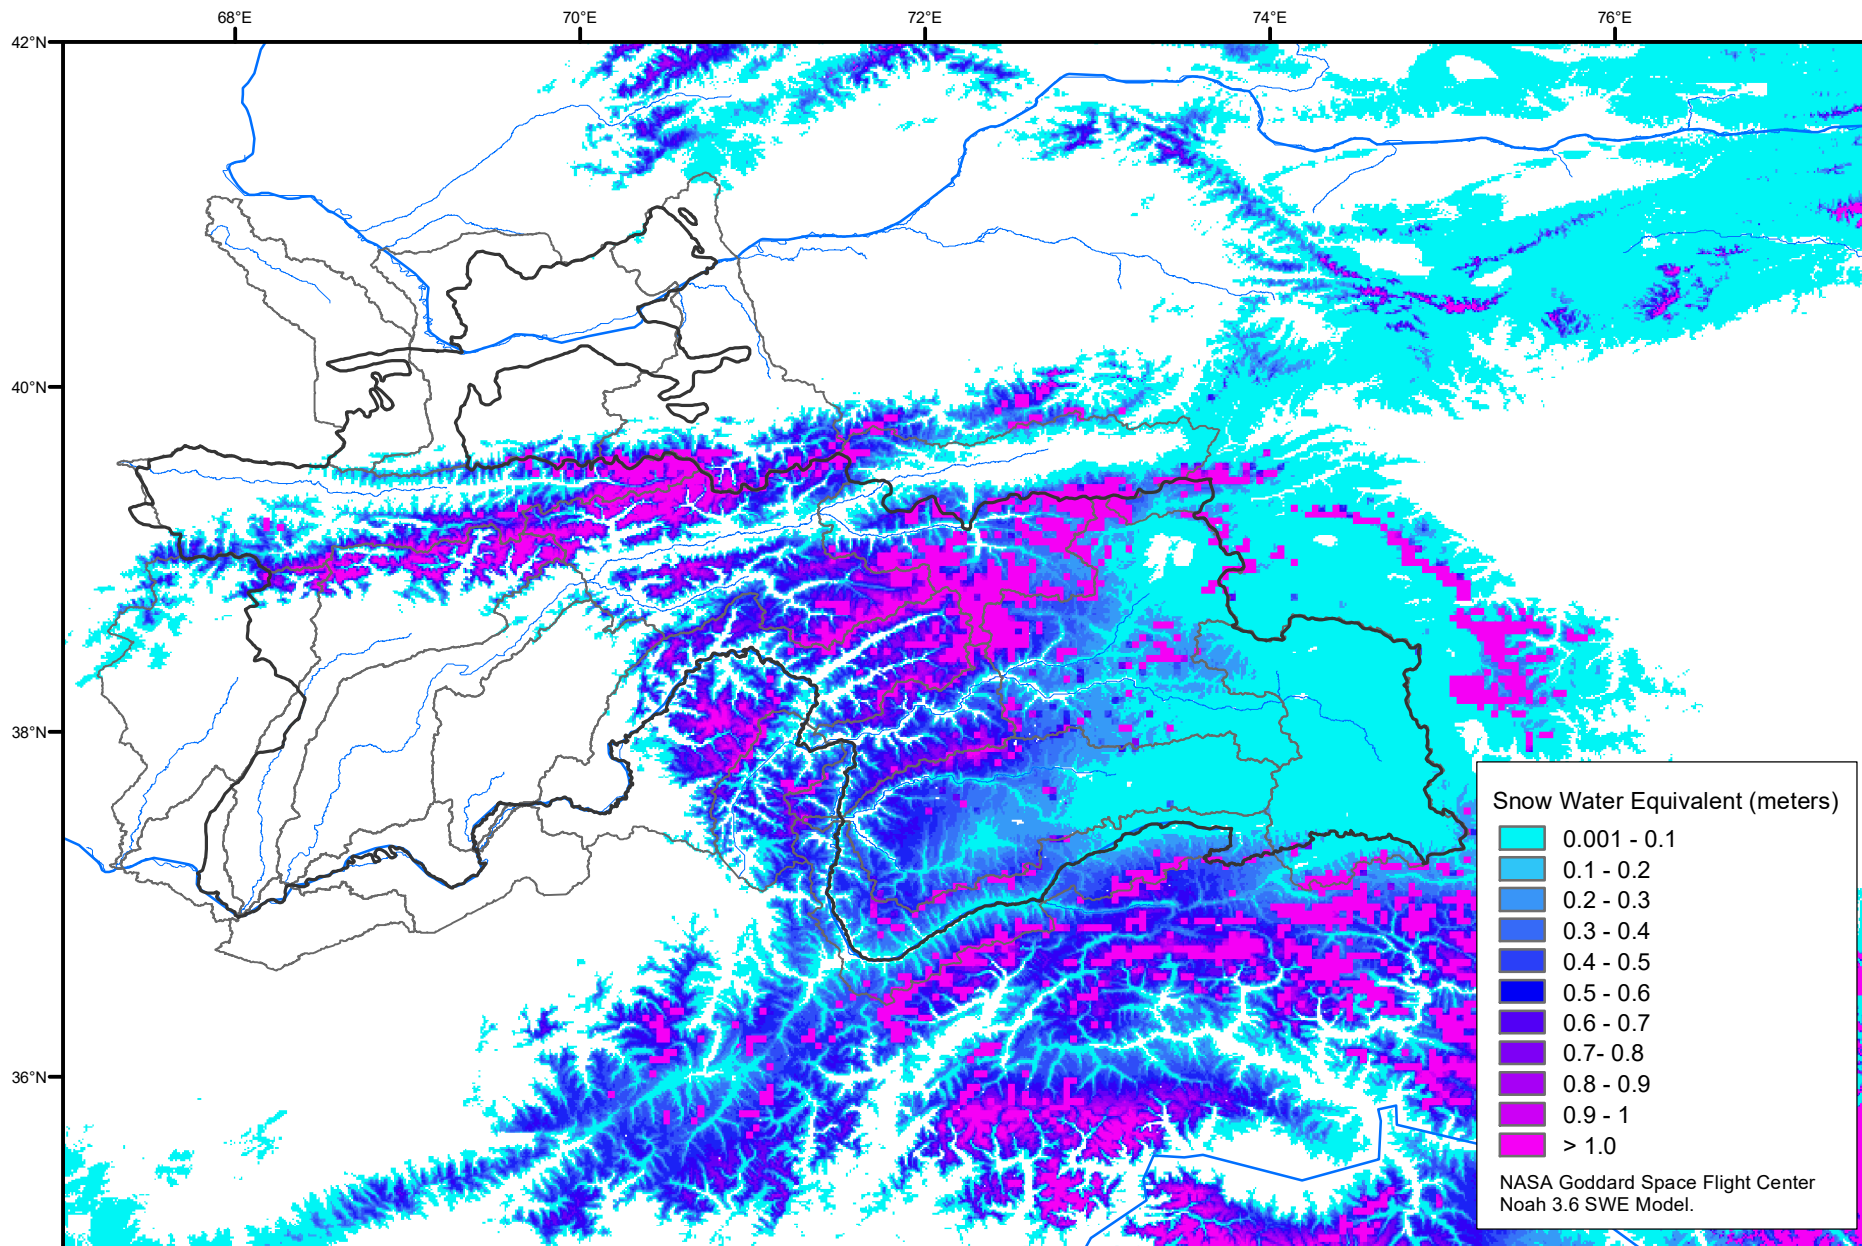 68°E
70°E
72°E
74°E
76°E
42°N
40°N
38°N
36°N
Snow Water Equivalent (meters)
0.001 - 0.1
0.1 - 0.2
0.2 - 0.3
0.3 - 0.4
0.4 - 0.5
0.5 - 0.6
0.6 - 0.7
0.7- 0.8
0.8 - 0.9
0.9 - 1
> 1.0
NASA Goddard Space Flight Center
Noah 3.6 SWE Model.